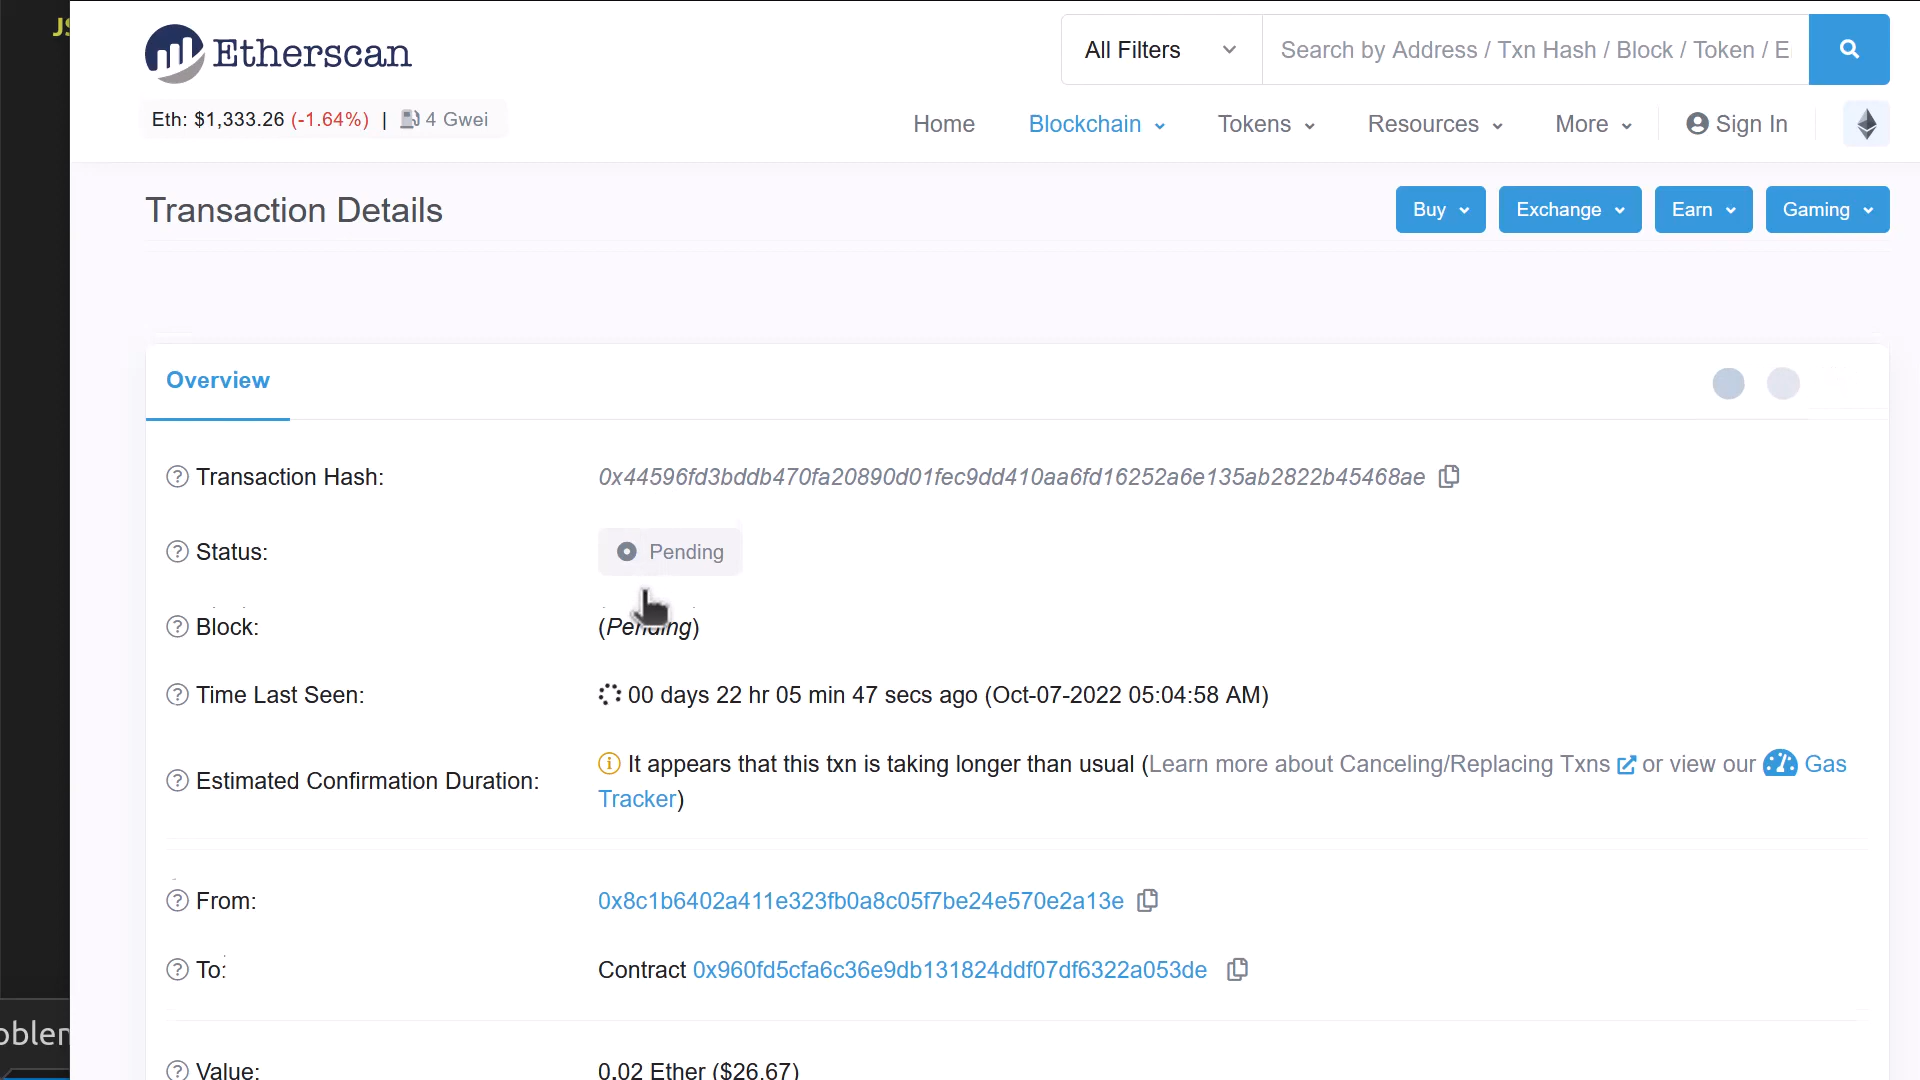 JS
Etherscan
All Filters
Search by Address / Txn Hash / Block / Token / E
Eth: $1,333.26 (-1.64%) | 4 Gwei
Home Blockchain Tokens Resources More Sign In
Transaction Details
Buy Exchange Earn Gaming
Overview
Transaction Hash: 0x44596fd3bddb470fa20890d01fec9dd410aa6fd16252a6e135ab2822b45468ae
Status: Pending
Block: (Pending)
Time Last Seen: 00 days 22 hr 05 min 47 secs ago (Oct-07-2022 05:04:58 AM)
Estimated Confirmation Duration: It appears that this txn is taking longer than usual (Learn more about Canceling/Replacing Txns or view our Gas
Tracker)
From: 0x8c1b6402a411e323fb0a8c05f7be24e570e2a13e
To: Contract 0x960fd5cfa6c36e9db131824ddf07df6322a053de
oblem
Value: 0.02 Ether ($26.67)